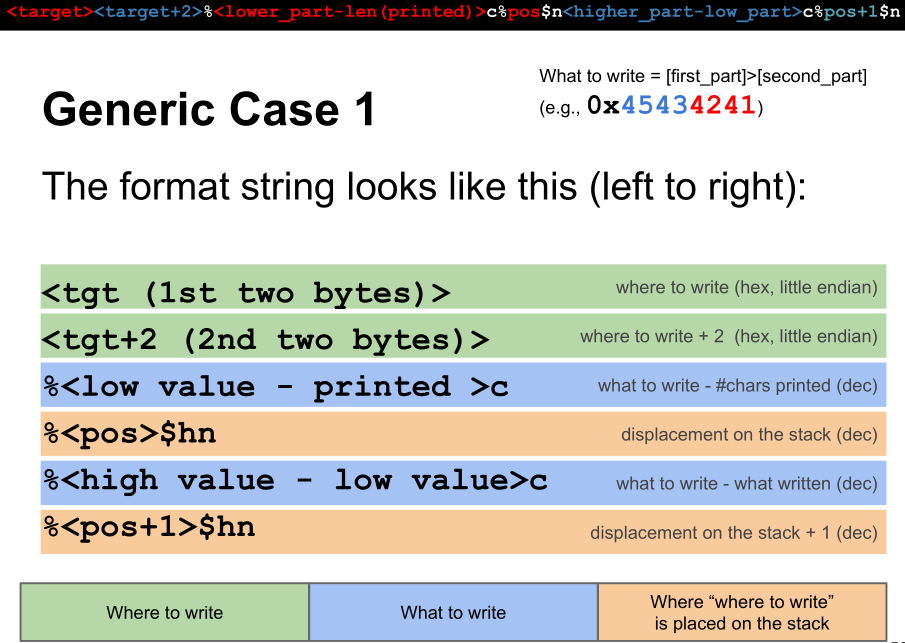 <target><target+2>%<lower_part-len(printed)>c%pos$n<higher_part-low_part>c%pos+1$n
What to write = [first_part]>[second_part]
(e.g., 0x45434241)
Generic Case 1
The format string looks like this (left to right):
<tgt (1st two bytes)> where to write (hex, little endian)
<tgt+2 (2nd two bytes)> where to write + 2 (hex, little endian)
%<low value - printed >c what to write - #chars printed (dec)
%<pos>$hn displacement on the stack (dec)
%<high value - low value>c what to write - what written (dec)
%<pos+1>$hn displacement on the stack + 1 (dec)
Where to write What to write Where “where to write”
is placed on the stack